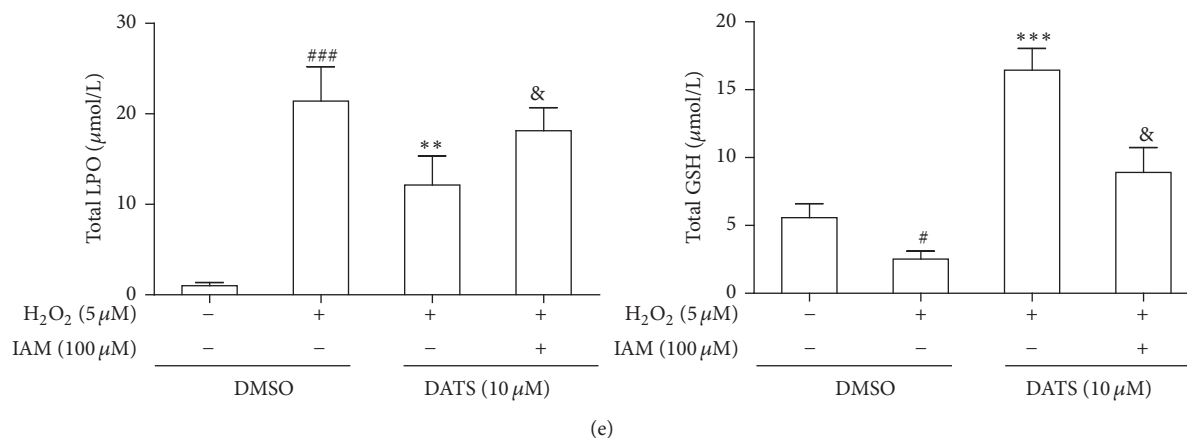 30
20
10
0
Total LPO (μmol/L)
###
**
&
H2O2 (5 μM) − + + +
IAM (100 μM) − − − +
DMSO DATS (10 μM)
20
15
10
5
0
Total GSH (μmol/L)
#
***
&
H2O2 (5 μM) − + + +
IAM (100 μM) − − − +
DMSO DATS (10 μM)
(e)